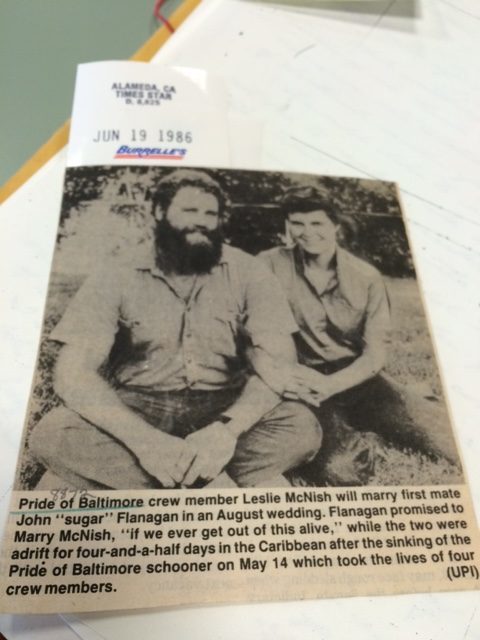 ALAMEDA, CA
TIMES STAR
D. 8,825
JUN 19 1986
BURRELLE'S
8872
Pride of Baltimore crew member Leslie McNish will marry first mate
John "sugar" Flanagan in an August wedding. Flanagan promised to
Marry McNish, "if we ever get out of this alive," while the two were
adrift for four-and-a-half days in the Caribbean after the sinking of the
Pride of Baltimore schooner on May 14 which took the lives of four
crew members. (UPI)